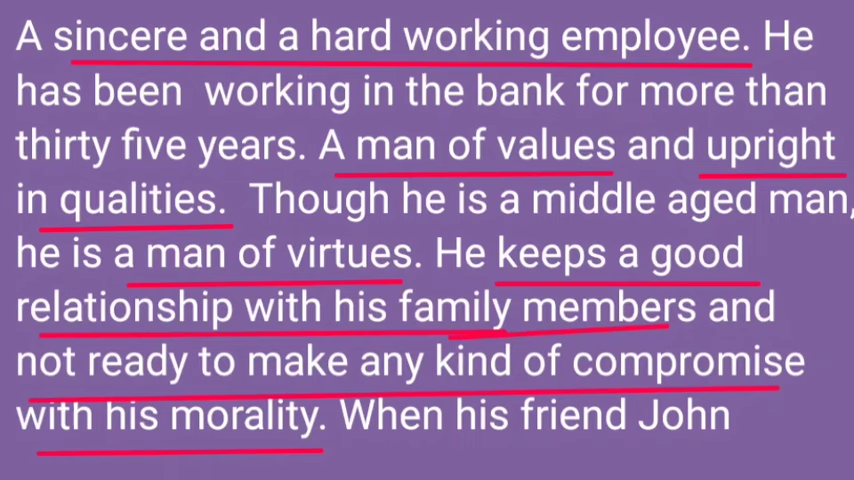 A sincere and a hard working employee. He
has been working in the bank for more than
thirty five years. A man of values and upright
in qualities. Though he is a middle aged man,
he is a man of virtues. He keeps a good
relationship with his family members and
not ready to make any kind of compromise
with his morality. When his friend John